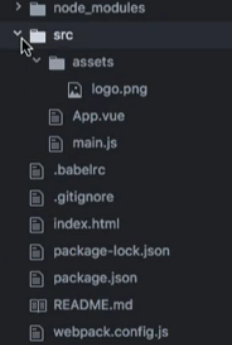 node_modules
src
assets
logo.png
App.vue
main.js
.babelrc
.gitignore
index.html
package-lock.json
package.json
README.md
webpack.config.js